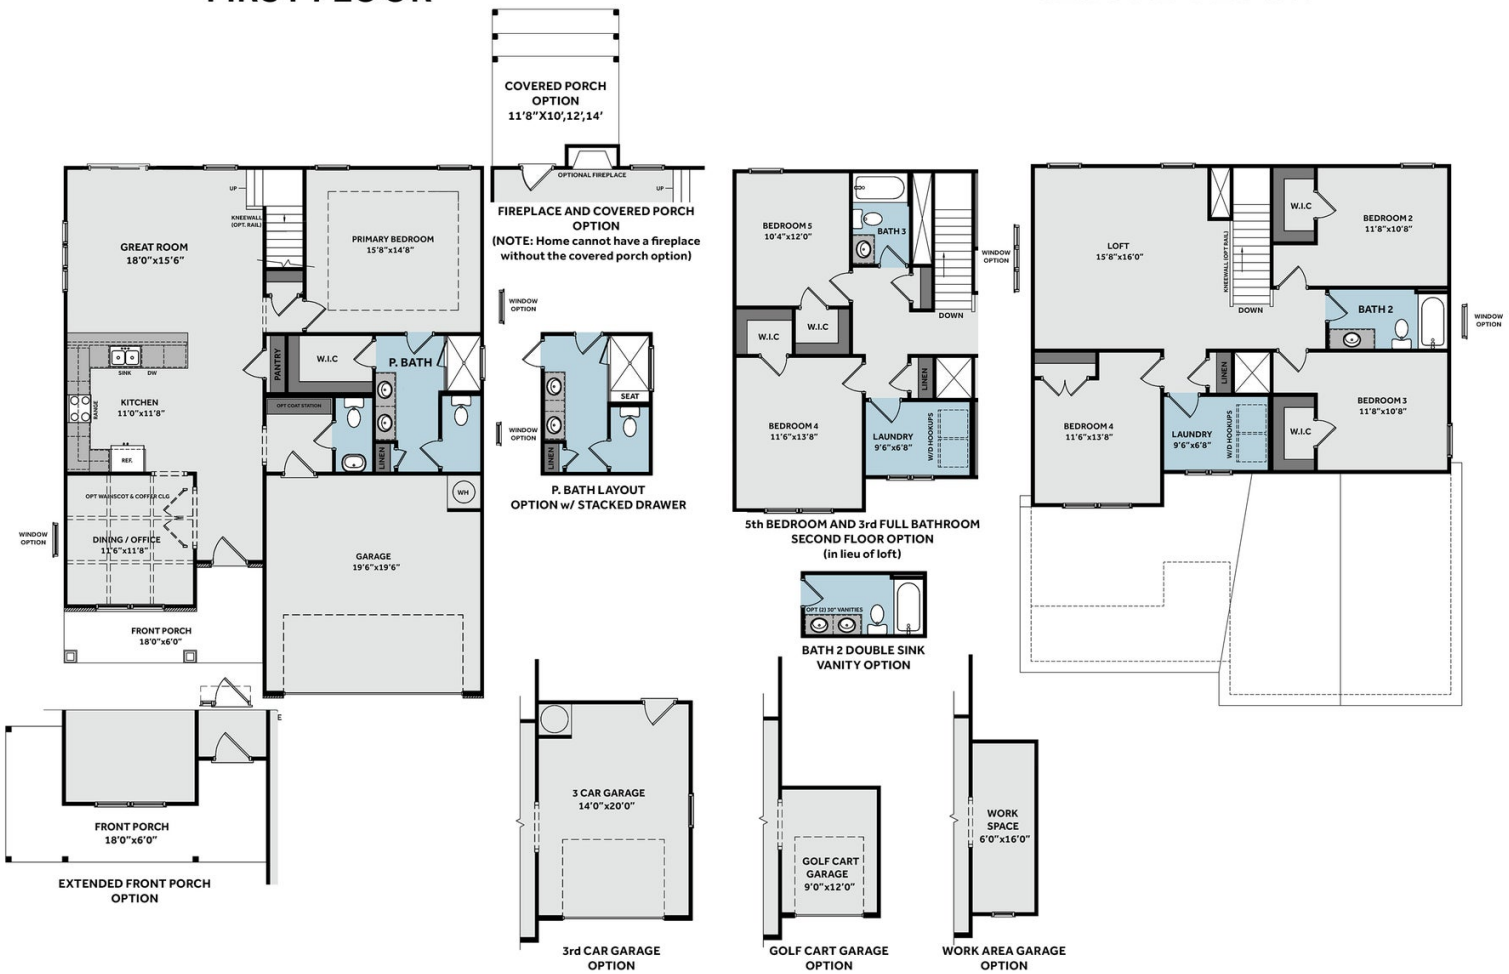 FIRST FLOOR
COVERED PORCH
OPTION
11'8"X10',12',14'
OPTIONAL FIREPLACE
UP
FIREPLACE AND COVERED PORCH
OPTION
(NOTE: Home cannot have a fireplace
without the covered porch option)
UP
KNEEWALL
(OPT. RAIL)
GREAT ROOM
18'0"x15'6"
PRIMARY BEDROOM
15'8"x14'8"
WINDOW
OPTION
PANTRY
W.I.C
P. BATH
SINK
DW
KITCHEN
11'0"x11'8"
RANGE
REF.
OPT COAT STATION
LINEN
WH
OPT WAINSCOT & COFFER CLG
DINING / OFFICE
11'6"x11'8"
WINDOW
OPTION
GARAGE
19'6"x19'6"
FRONT PORCH
18'0"x6'0"
SEAT
LINEN
WINDOW
OPTION
P. BATH LAYOUT
OPTION w/ STACKED DRAWER
BEDROOM 5
10'4"x12'0"
BATH 3
W.I.C
W.I.C
DOWN
LINEN
BEDROOM 4
11'6"x13'8"
LAUNDRY
9'6"x6'8"
W/D HOOKUPS
5th BEDROOM AND 3rd FULL BATHROOM
SECOND FLOOR OPTION
(in lieu of loft)
OPT (2) 30" VANITIES
BATH 2 DOUBLE SINK
VANITY OPTION
WINDOW
OPTION
LOFT
15'8"x16'0"
KNEEWALL (OPT RAIL)
DOWN
W.I.C
BEDROOM 2
11'8"x10'8"
BATH 2
WINDOW
OPTION
LINEN
BEDROOM 4
11'6"x13'8"
LAUNDRY
9'6"x6'8"
W/D HOOKUPS
W.I.C
BEDROOM 3
11'8"x10'8"
E
FRONT PORCH
18'0"x6'0"
EXTENDED FRONT PORCH
OPTION
3 CAR GARAGE
14'0"x20'0"
3rd CAR GARAGE
OPTION
GOLF CART
GARAGE
9'0"x12'0"
GOLF CART GARAGE
OPTION
WORK
SPACE
6'0"x16'0"
WORK AREA GARAGE
OPTION